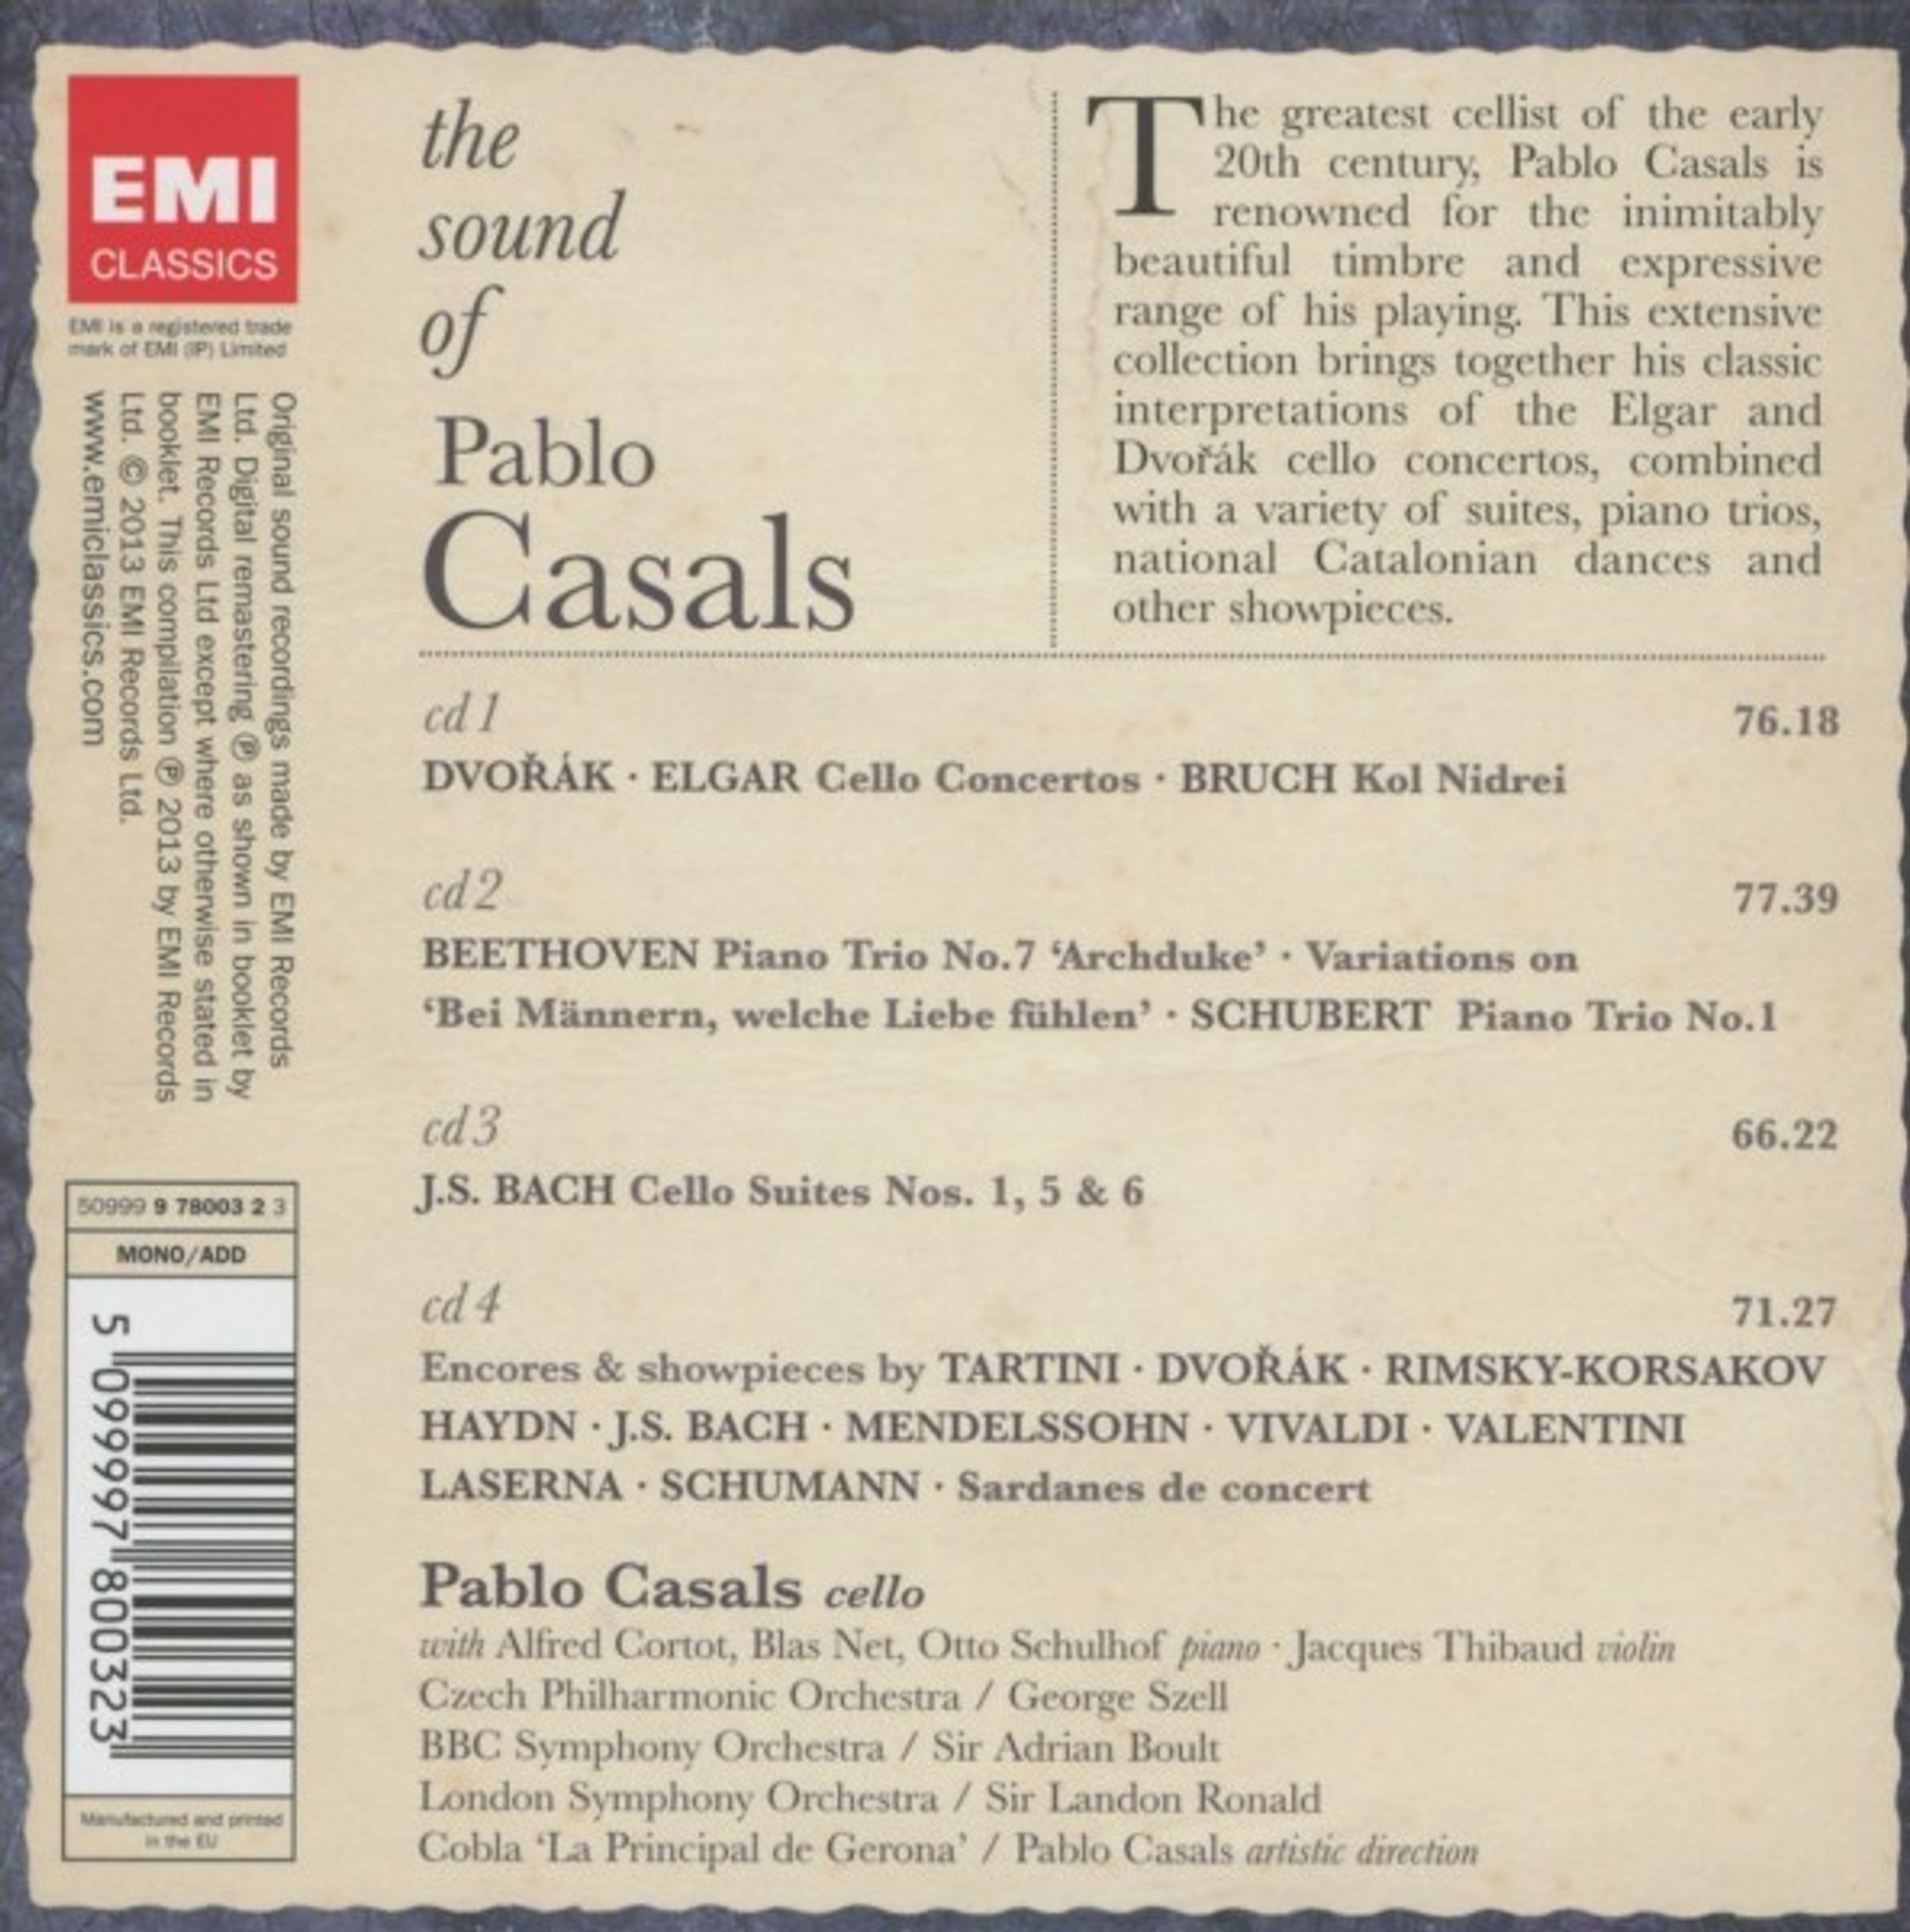 EMI
CLASSICS
EMI is a registered trade
mark of EMI (IP) Limited
Original sound recordings made by EMI Records
Ltd. Digital remastering ℗ as shown in booklet by
EMI Records Ltd except where otherwise stated in
booklet. This compilation ℗ 2013 by EMI Records
Ltd. © 2013 EMI Records Ltd.
www.emiclassics.com
50999 9 78003 2 3
MONO/ADD
5 099997 800323
Manufactured and printed
in the EU
the
sound
of
Pablo
Casals
The greatest cellist of the early
20th century, Pablo Casals is
renowned for the inimitably
beautiful timbre and expressive
range of his playing. This extensive
collection brings together his classic
interpretations of the Elgar and
Dvořák cello concertos, combined
with a variety of suites, piano trios,
national Catalonian dances and
other showpieces.
cd 1 76.18
DVOŘÁK · ELGAR Cello Concertos · BRUCH Kol Nidrei
cd 2 77.39
BEETHOVEN Piano Trio No.7 ‘Archduke’ · Variations on
‘Bei Männern, welche Liebe fühlen’ · SCHUBERT Piano Trio No.1
cd 3 66.22
J.S. BACH Cello Suites Nos. 1, 5 & 6
cd 4 71.27
Encores & showpieces by TARTINI · DVOŘÁK · RIMSKY-KORSAKOV
HAYDN · J.S. BACH · MENDELSSOHN · VIVALDI · VALENTINI
LASERNA · SCHUMANN · Sardanes de concert
Pablo Casals cello
with Alfred Cortot, Blas Net, Otto Schulhof piano · Jacques Thibaud violin
Czech Philharmonic Orchestra / George Szell
BBC Symphony Orchestra / Sir Adrian Boult
London Symphony Orchestra / Sir Landon Ronald
Cobla ‘La Principal de Gerona’ / Pablo Casals artistic direction